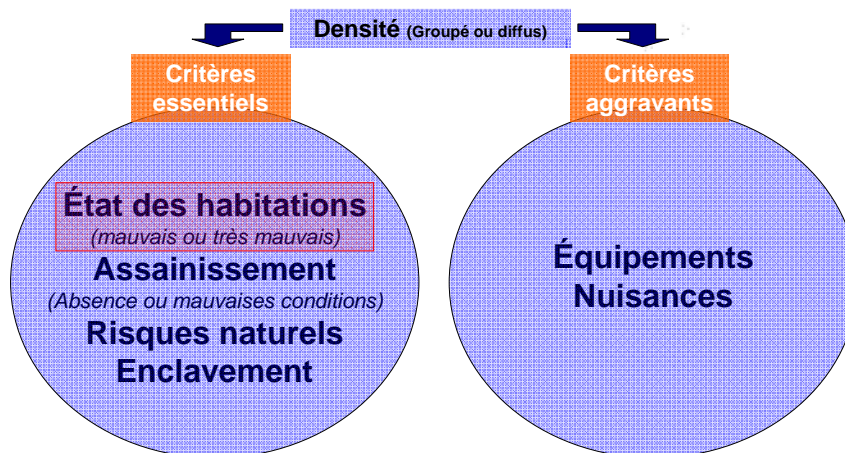 Densité (Groupé ou diffus)
Critères
essentiels
Critères
aggravants
État des habitations
(mauvais ou très mauvais)
Assainissement
(Absence ou mauvaises conditions)
Risques naturels
Enclavement
Équipements
Nuisances